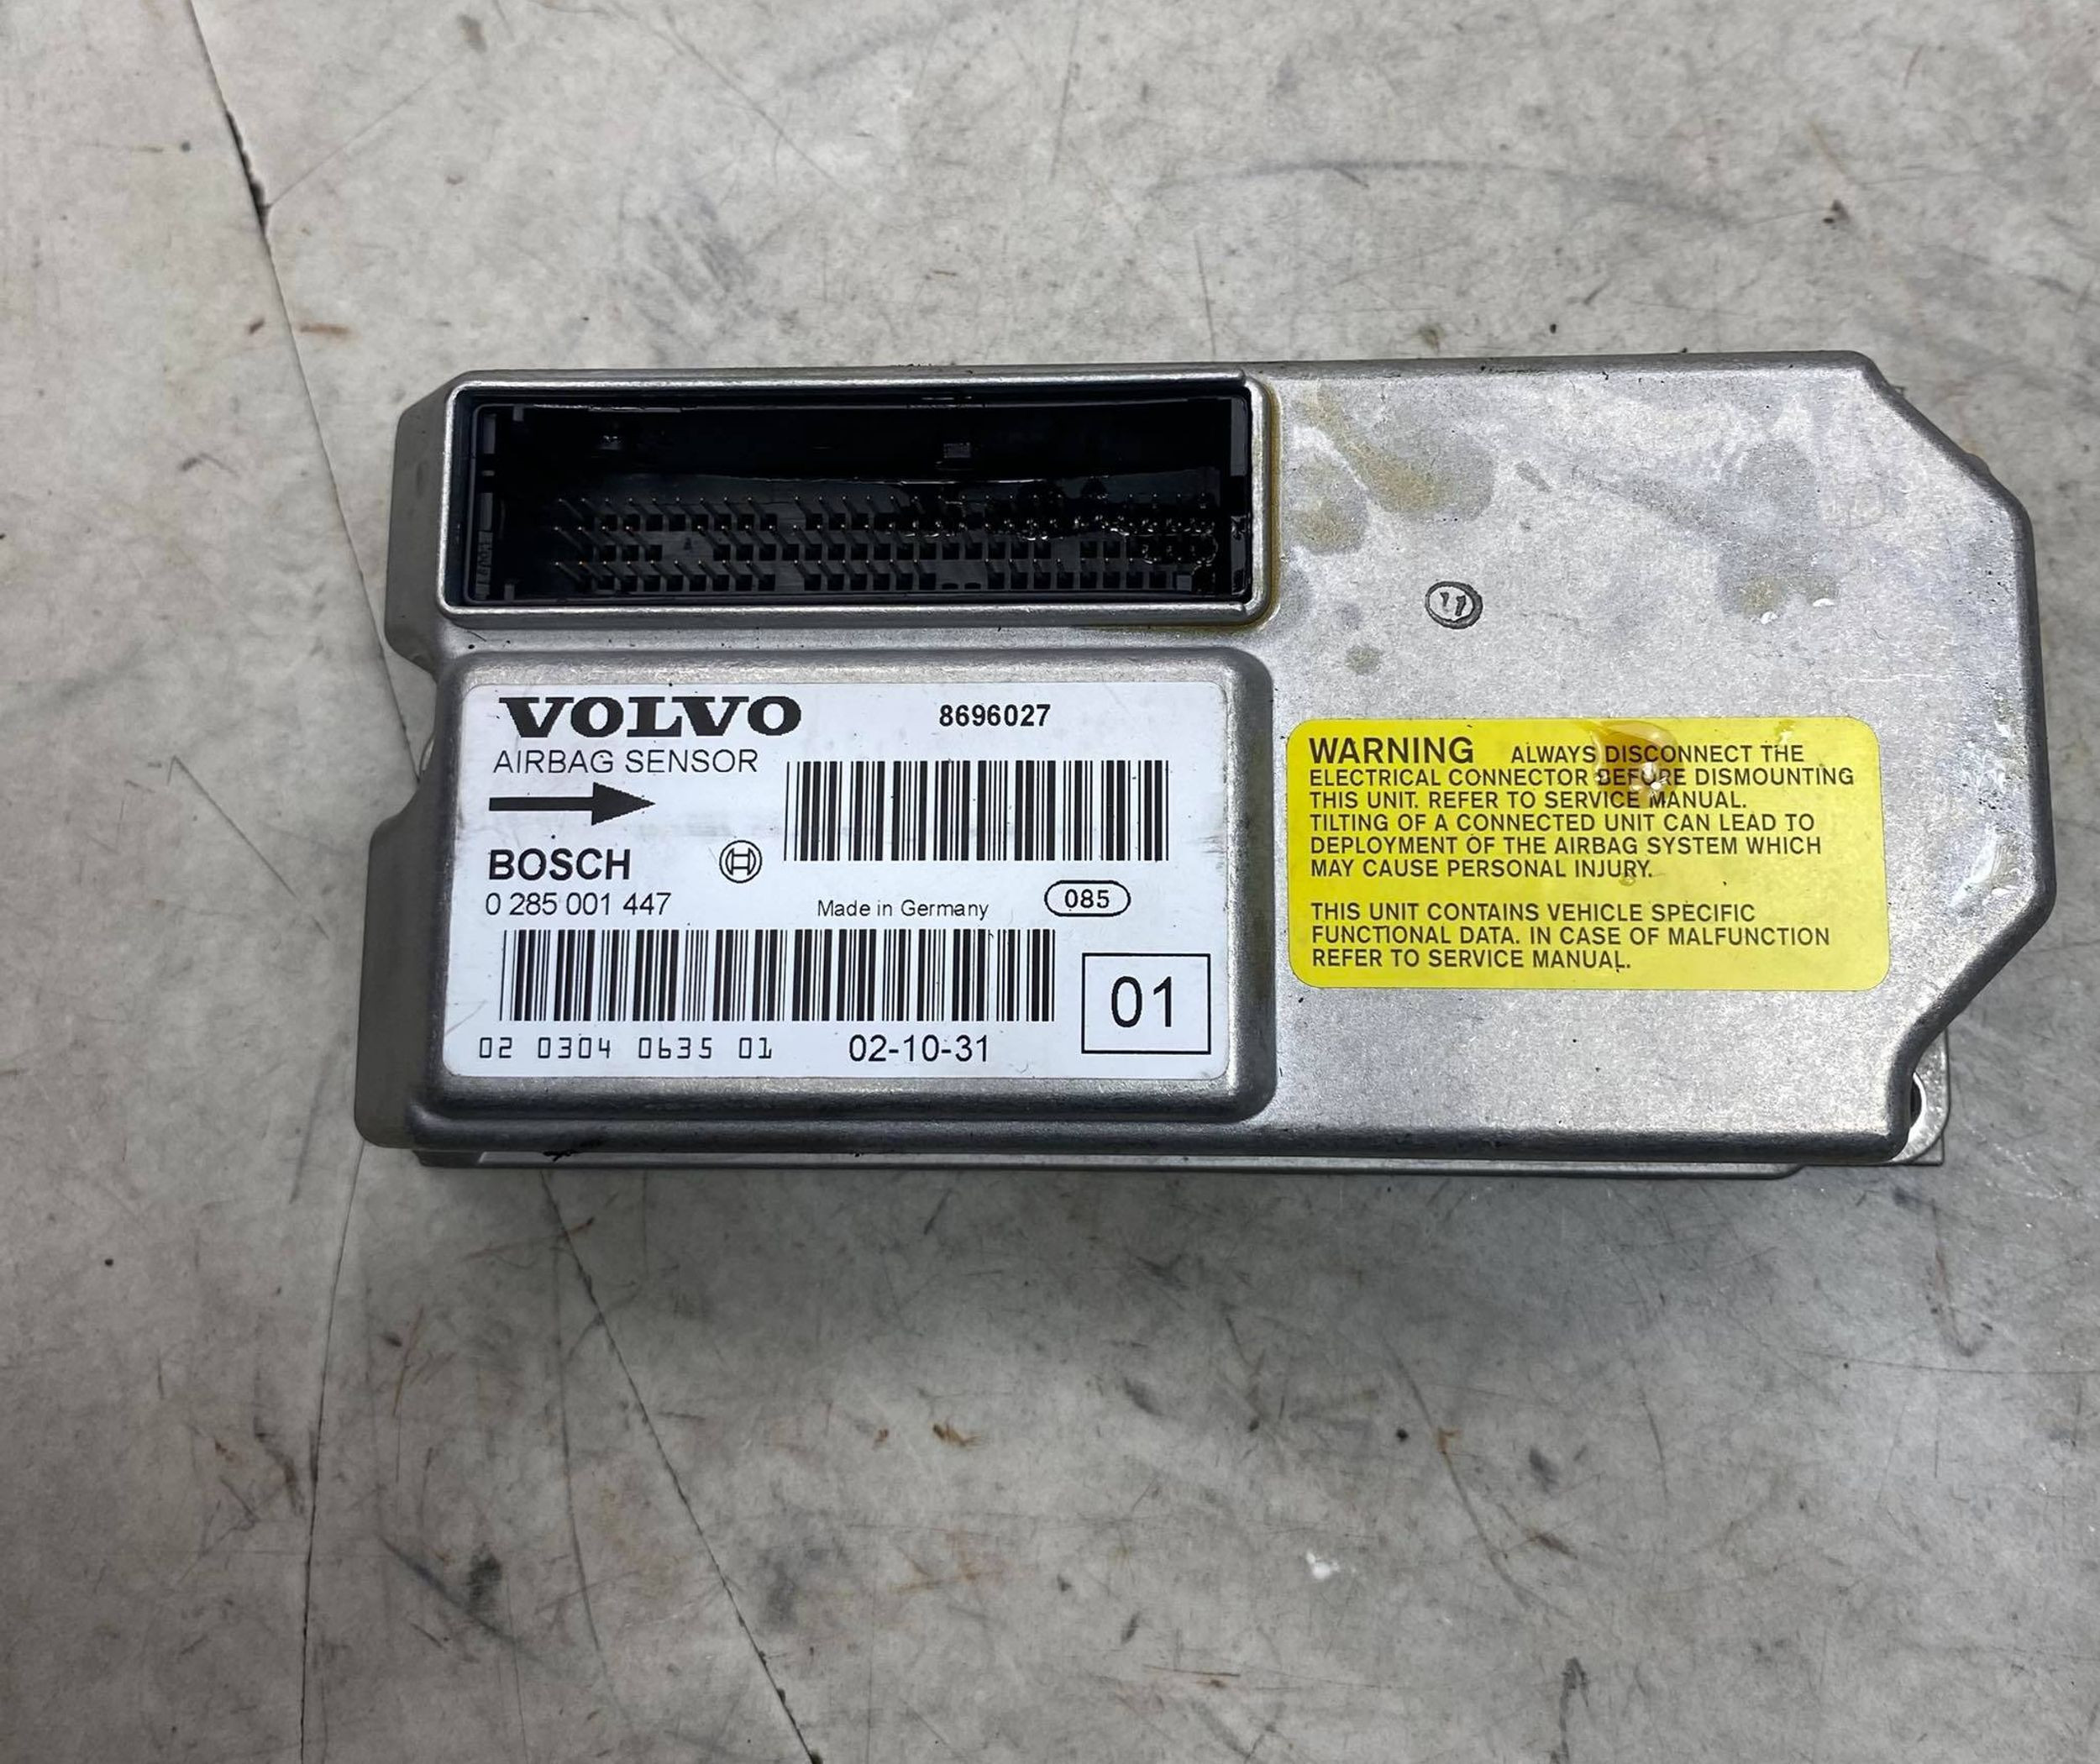 VOLVO 8696027
AIRBAG SENSOR
BOSCH
0 285 001 447 Made in Germany 085
01
02 0304 0635 01 02-10-31
11
WARNING ALWAYS DISCONNECT THE
ELECTRICAL CONNECTOR BEFORE DISMOUNTING
THIS UNIT. REFER TO SERVICE MANUAL.
TILTING OF A CONNECTED UNIT CAN LEAD TO
DEPLOYMENT OF THE AIRBAG SYSTEM WHICH
MAY CAUSE PERSONAL INJURY.
THIS UNIT CONTAINS VEHICLE SPECIFIC
FUNCTIONAL DATA. IN CASE OF MALFUNCTION
REFER TO SERVICE MANUAL.